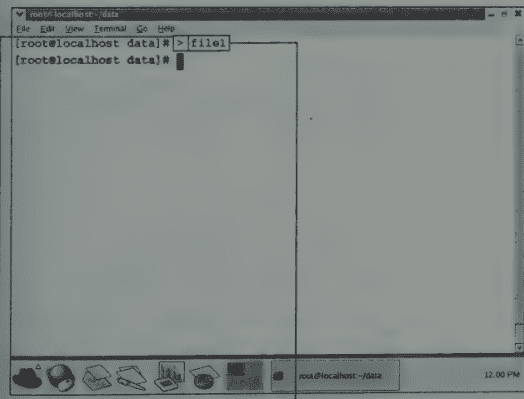 root@localhost:~/data
File Edit View Terminal Go Help
[root@localhost data]# > file1
[root@localhost data]#
root@localhost:~/data
12:00 PM